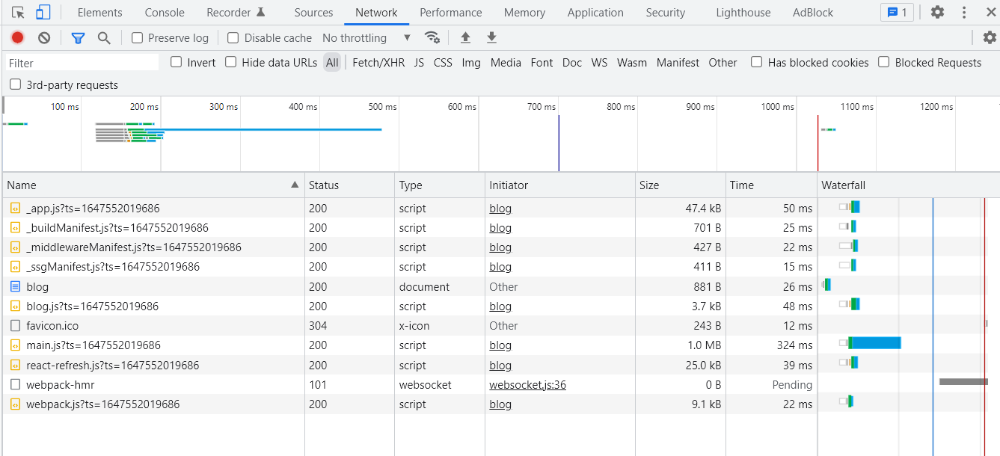 Elements Console Recorder Sources Network Performance Memory Application Security Lighthouse AdBlock 1
Preserve log Disable cache No throttling
Filter Invert Hide data URLs All Fetch/XHR JS CSS Img Media Font Doc WS Wasm Manifest Other Has blocked cookies Blocked Requests
3rd-party requests
100 ms 200 ms 300 ms 400 ms 500 ms 600 ms 700 ms 800 ms 900 ms 1000 ms 1100 ms 1200 ms
Name Status Type Initiator Size Time Waterfall
_app.js?ts=1647552019686 200 script blog 47.4 kB 50 ms
_buildManifest.js?ts=1647552019686 200 script blog 701 B 25 ms
_middlewareManifest.js?ts=1647552019686 200 script blog 427 B 22 ms
_ssgManifest.js?ts=1647552019686 200 script blog 411 B 15 ms
blog 200 document Other 881 B 26 ms
blog.js?ts=1647552019686 200 script blog 3.7 kB 48 ms
favicon.ico 304 x-icon Other 243 B 12 ms
main.js?ts=1647552019686 200 script blog 1.0 MB 324 ms
react-refresh.js?ts=1647552019686 200 script blog 25.0 kB 39 ms
webpack-hmr 101 websocket websocket.js:36 0 B Pending
webpack.js?ts=1647552019686 200 script blog 9.1 kB 22 ms